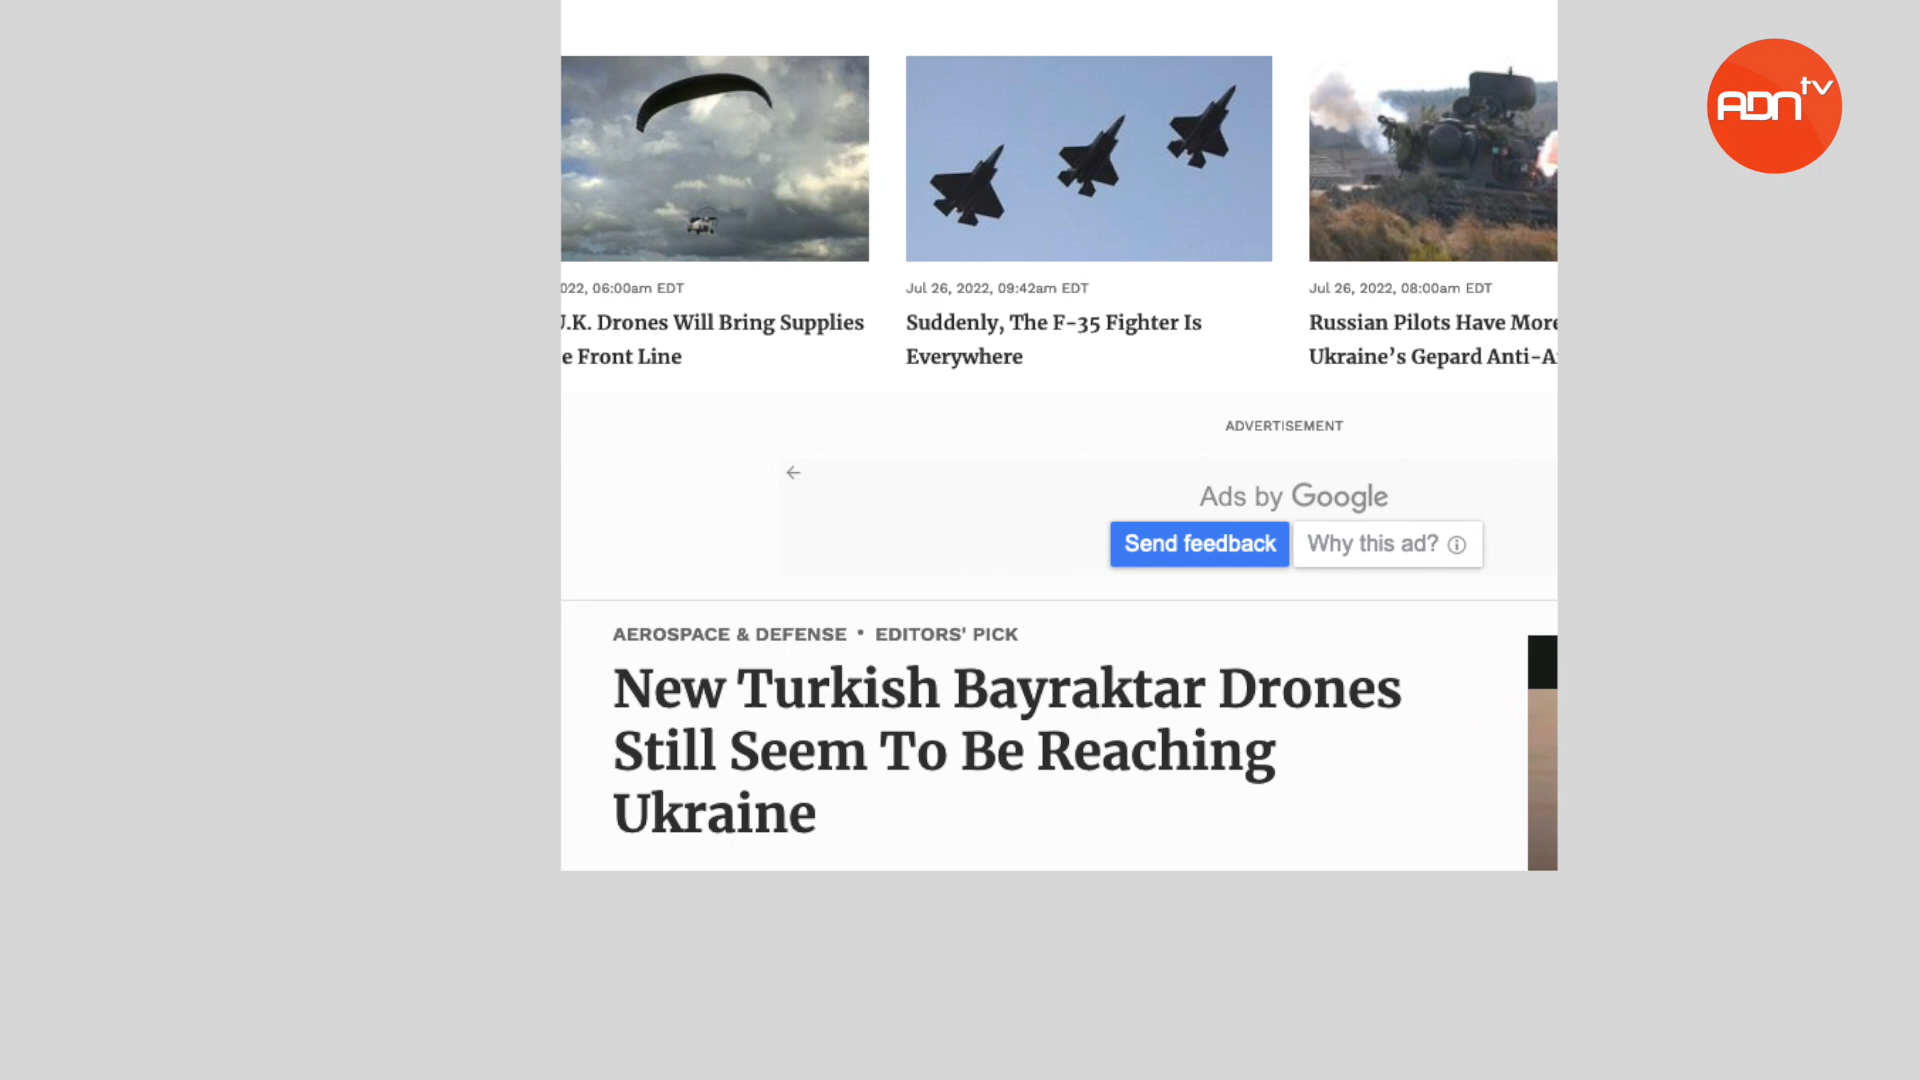 ADN tv
022, 06:00am EDT
.K. Drones Will Bring Supplies
e Front Line
Jul 26, 2022, 09:42am EDT
Suddenly, The F-35 Fighter Is
Everywhere
Jul 26, 2022, 08:00am EDT
Russian Pilots Have More
Ukraine’s Gepard Anti-A
ADVERTISEMENT
Ads by Google
Send feedback
Why this ad?
AEROSPACE & DEFENSE • EDITORS' PICK
New Turkish Bayraktar Drones
Still Seem To Be Reaching
Ukraine